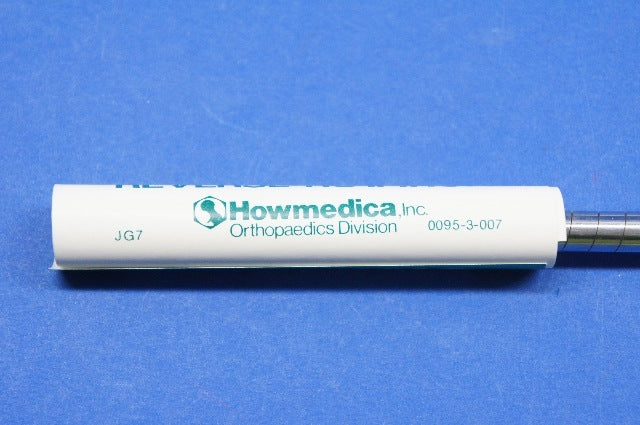 Howmedica, Inc.
Orthopaedics Division
0095-3-007
JG7